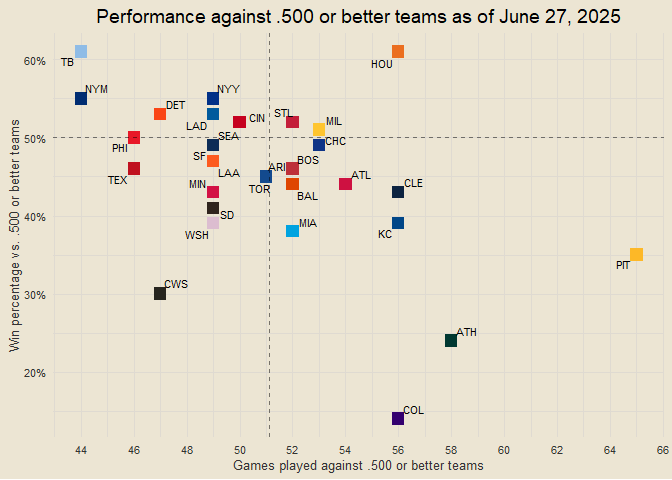 Performance against .500 or better teams as of June 27, 2025
60%
50%
40%
30%
20%
Win percentage vs. .500 or better teams
TB
HOU
NYM
NYY
DET
STL
CIN
MIL
LAD
SEA
CHC
PHI
SF
BOS
ARI
TEX
LAA
ATL
MIN
TOR
CLE
BAL
SD
MIA
WSH
KC
PIT
CWS
ATH
COL
44 46 48 50 52 54 56 58 60 62 64 66
Games played against .500 or better teams